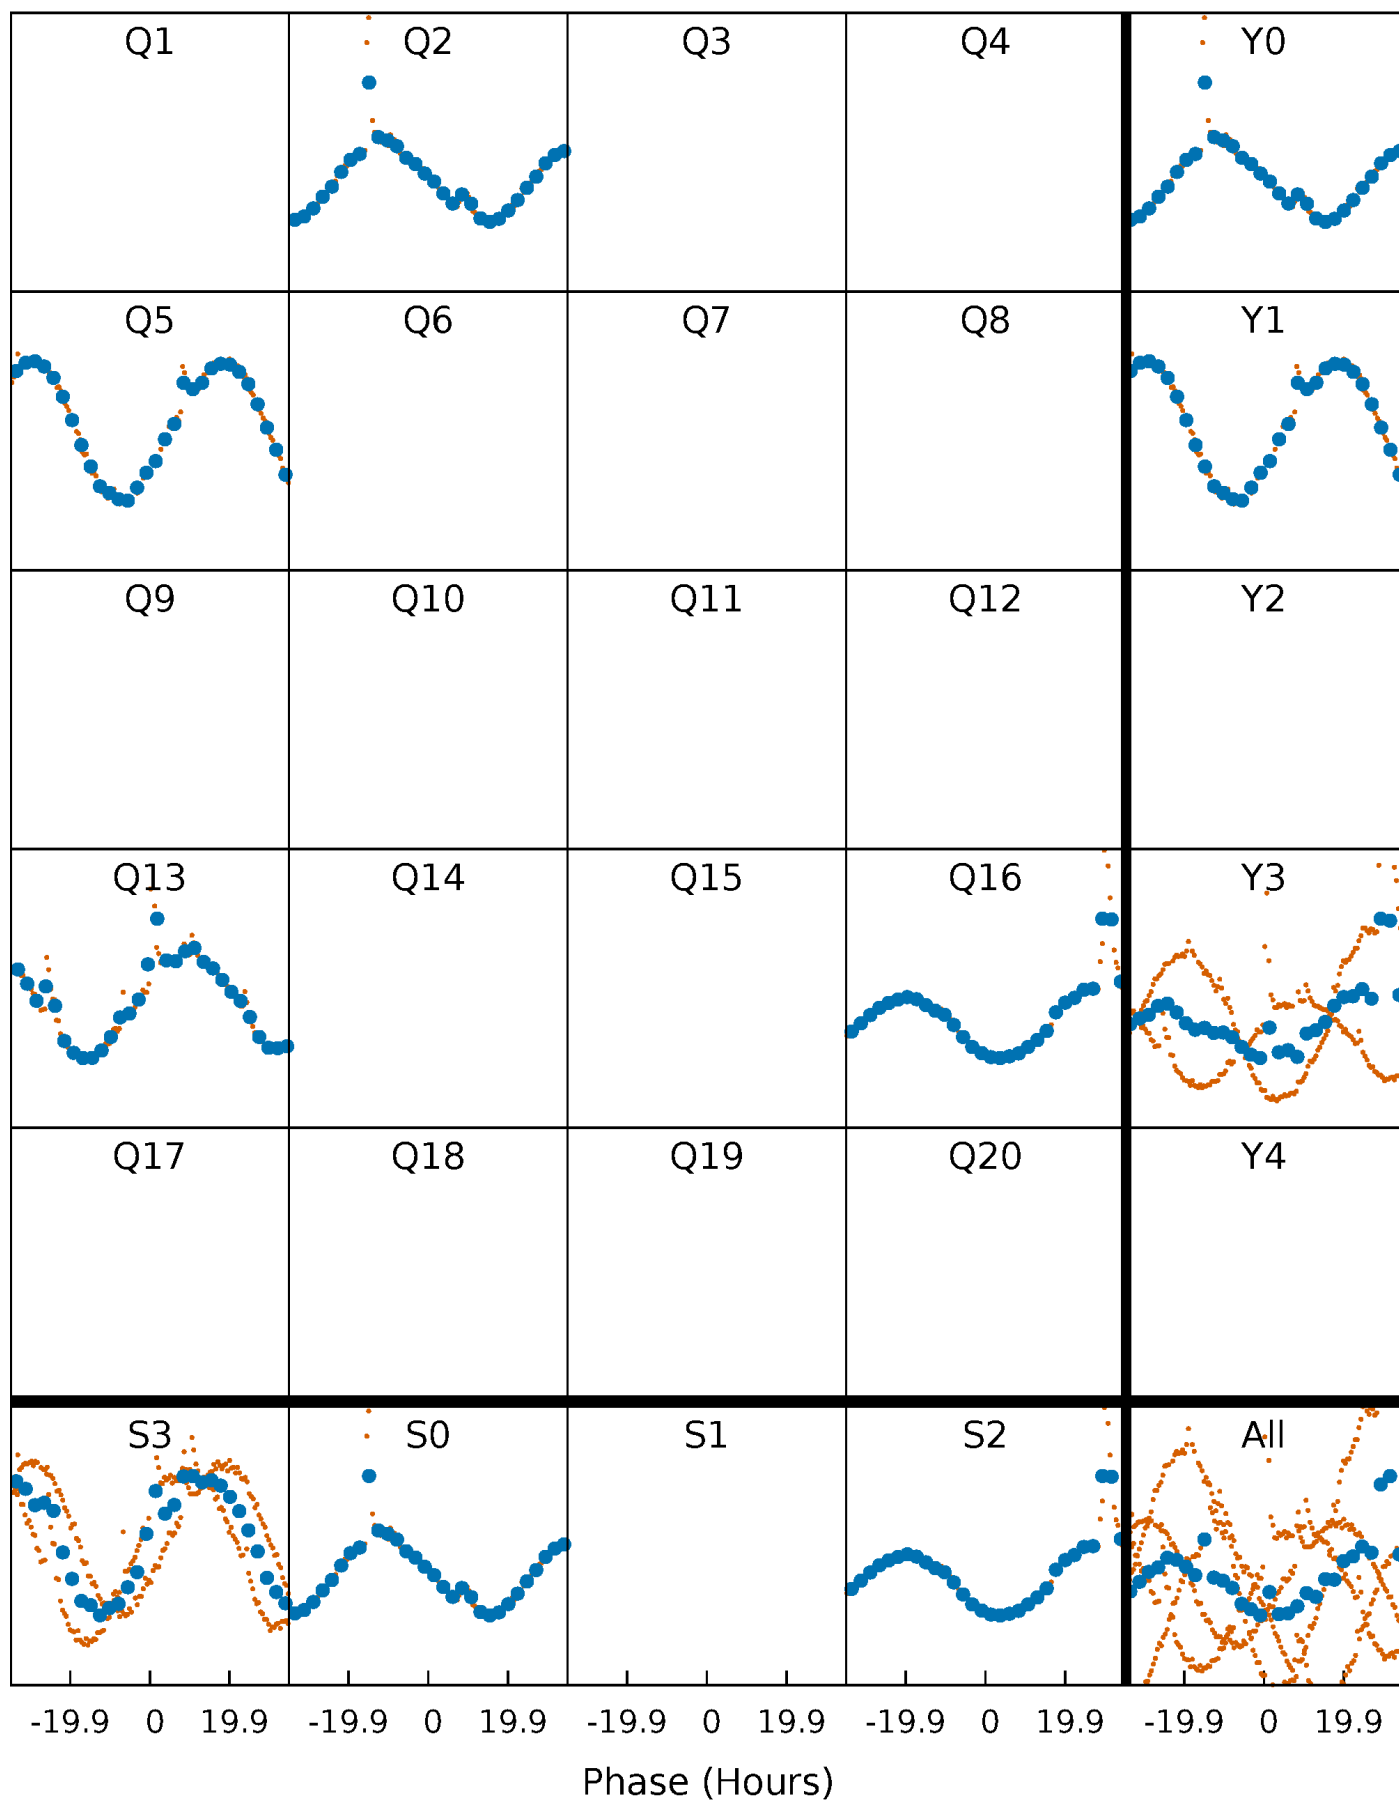 Q1 Q2 Q3 Q4 Y0
Q5 Q6 Q7 Q8 Y1
Q9 Q10 Q11 Q12 Y2
Q13 Q14 Q15 Q16 Y3
Q17 Q18 Q19 Q20 Y4
S3 S0 S1 S2 All
-19.9 0 19.9 -19.9 0 19.9 -19.9 0 19.9 -19.9 0 19.9 -19.9 0 19.9
Phase (Hours)